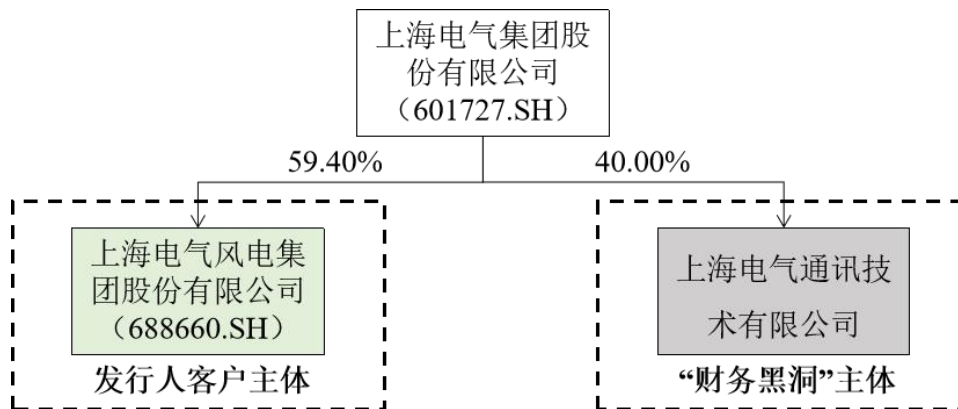 上海电气集团股
份有限公司
（601727.SH）
59.40%
40.00%
上海电气风电集
团股份有限公司
（688660.SH）
上海电气通讯技
术有限公司
发行人客户主体
“财务黑洞”主体